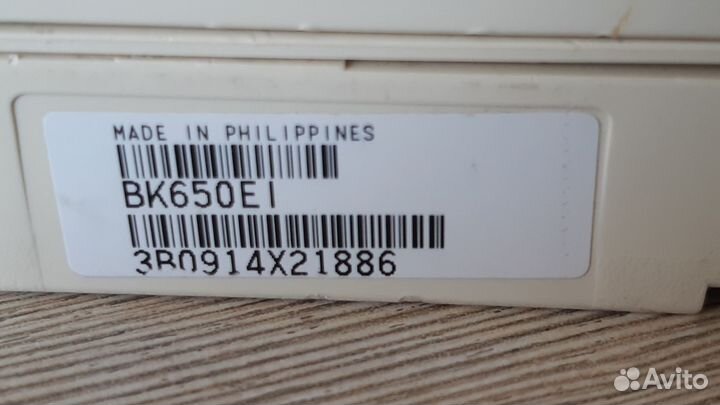 MADE IN PHILIPPINES
BK650EI
3B0914X21886
Avito